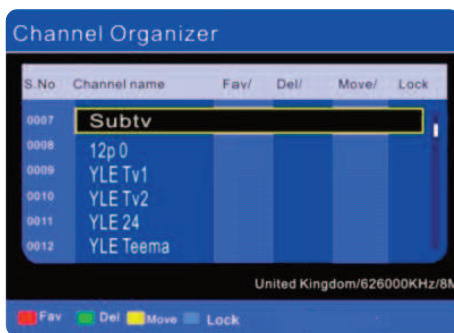 Channel Organizer
S.No Channel name Fav/ Del/ Move/ Lock
0007 Subtv
0008 12p 0
0009 YLE Tv1
0010 YLE Tv2
0011 YLE 24
0012 YLE Teema
United Kingdom/626000KHz/8M
Fav Del Move Lock